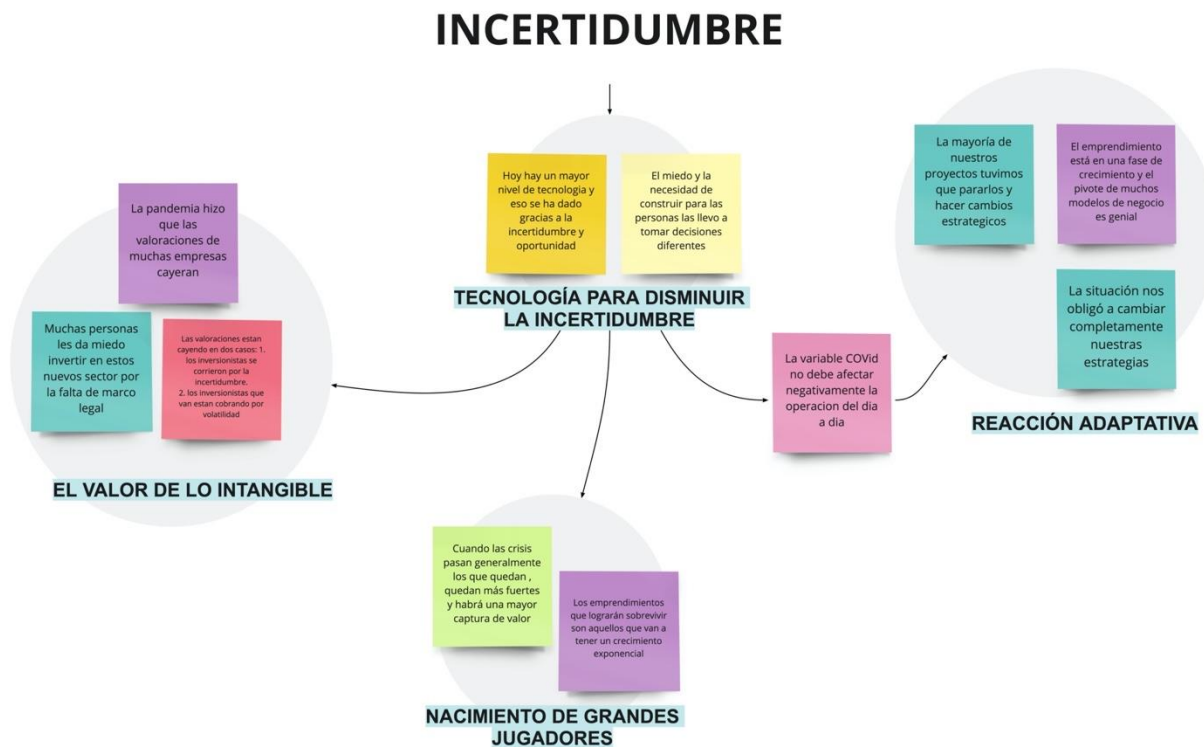 INCERTIDUMBRE
Hoy hay un mayor
nivel de tecnologia y
eso se ha dado
gracias a la
incertidumbre y
oportunidad
El miedo y la
necesidad de
construir para las
personas las llevo a
tomar decisiones
diferentes
TECNOLOGÍA PARA DISMINUIR
LA INCERTIDUMBRE
La pandemia hizo
que las
valoraciones de
muchas empresas
cayeran
Muchas personas
les da miedo
invertir en estos
nuevos sector por
la falta de marco
legal
Las valoraciones estan
cayendo en dos casos: 1.
los inversionistas se
corrieron por la
incertidumbre.
2. los inversionistas que
van estan cobrando por
volatilidad
EL VALOR DE LO INTANGIBLE
Cuando las crisis
pasan generalmente
los que quedan ,
quedan más fuertes
y habrá una mayor
captura de valor
Los emprendimientos
que lograrán sobrevivir
son aquellos que van a
tener un crecimiento
exponencial
NACIMIENTO DE GRANDES
JUGADORES
La variable COVid
no debe afectar
negativamente la
operacion del dia
a dia
La mayoría de
nuestros
proyectos tuvimos
que pararlos y
hacer cambios
estrategicos
El emprendimiento
está en una fase de
crecimiento y el
pivote de muchos
modelos de negocio
es genial
La situación nos
obligó a cambiar
completamente
nuestras
estrategias
REACCIÓN ADAPTATIVA